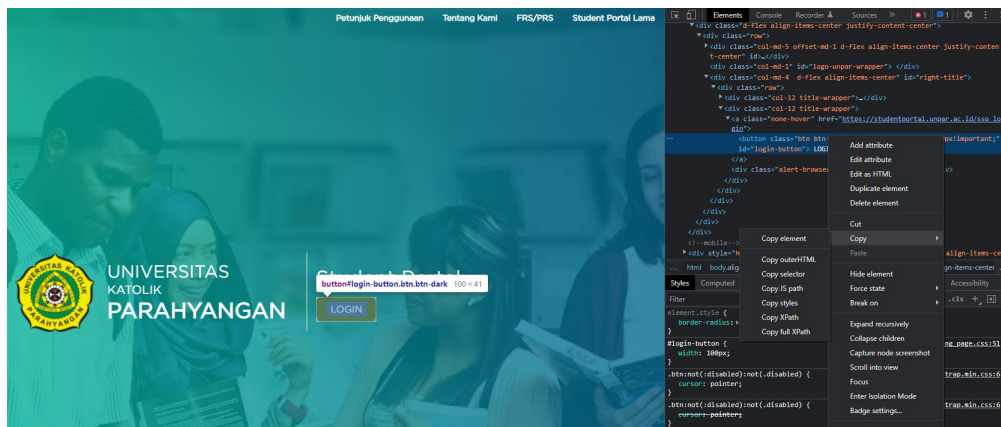 Petunjuk Penggunaan Tentang Kami FRS/PRS Student Portal Lama
UNIVERSITAS
KATOLIK
PARAHYANGAN
UNIVERSITAS KATOLIK
PARAHYANGAN
button#login-button.btn.btn-dark 100 × 41
LOGIN
Elements Console Recorder Sources » 1 1
▼<div class="d-flex align-items-center justify-content-center">
▼<div class="row">
▶<div class="col-md-5 offset-md-1 d-flex align-items-center justify-conten
t-center" id>…</div>
<div class="col-md-1" id="logo-unpar-wrapper"> </div>
▼<div class="col-md-4  d-flex align-items-center" id="right-title">
▼<div class="row">
▶<div class="col-12 title-wrapper">…</div>
▼<div class="col-12 title-wrapper">
▼<a class="none-hover" href="https://studentportal.unpar.ac.id/sso_lo
gin">
… <button class="btn btn- px!important;"
id="login-button"> LOGI
</a>
<div class="alert-browse v>
</div>
</div>
</div>
</div>
</div>
<!--mobile-->
▶<div style="h align-items-ce
… html body.alig gn-items-center
Styles Computed Accessibility
Filter .cls +
element.style {
border-radius:
}
#login-button { ng_page.css:51
width: 100px;
}
.btn:not(:disabled):not(.disabled) { trap.min.css:6
cursor: pointer;
}
.btn:not(:disabled):not(.disabled) { trap.min.css:6
cursor: pointer;
}
Add attribute
Edit attribute
Edit as HTML
Duplicate element
Delete element
Cut
Copy
Paste
Hide element
Force state
Break on
Expand recursively
Collapse children
Capture node screenshot
Scroll into view
Focus
Enter Isolation Mode
Badge settings...
Copy element
Copy outerHTML
Copy selector
Copy JS path
Copy styles
Copy XPath
Copy full XPath